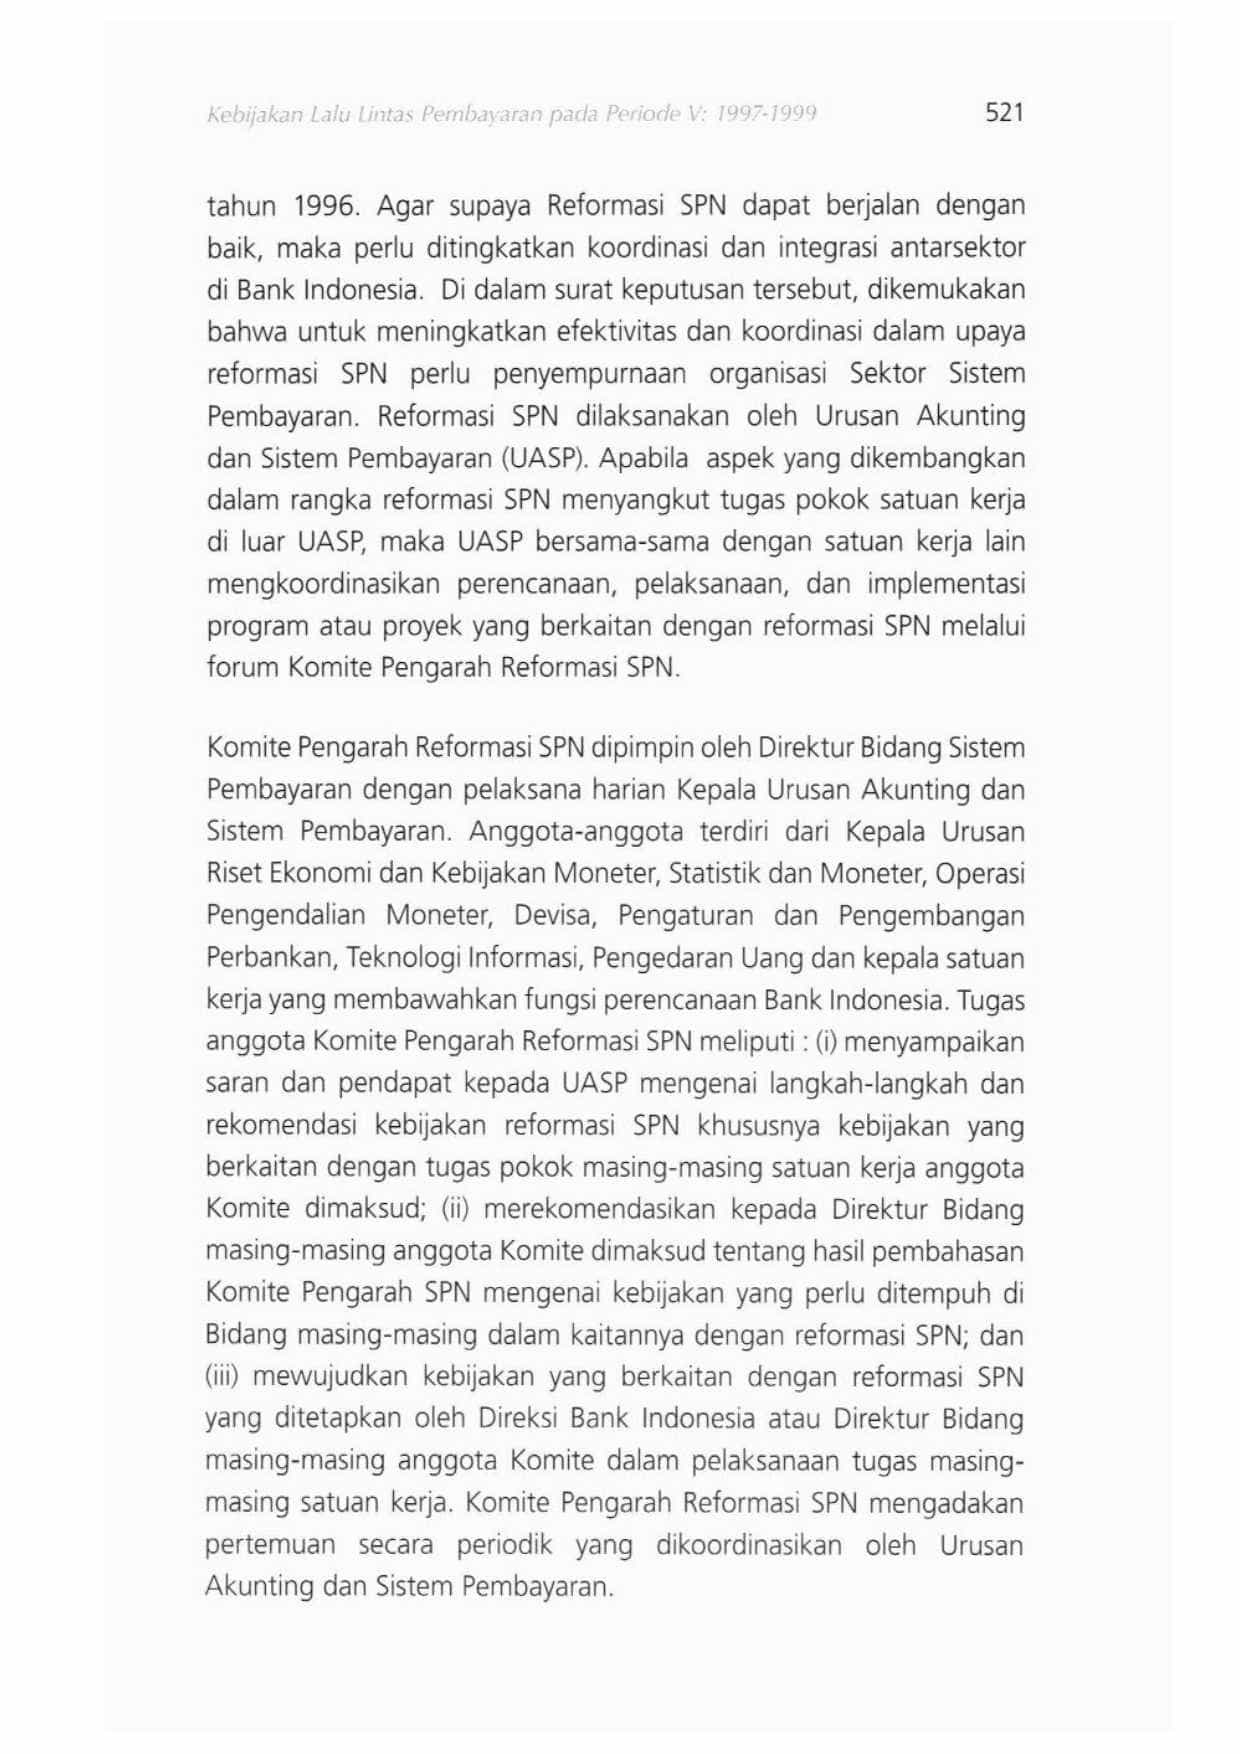 Kebijakan Lalu Lintas Pembayaran pada Periode V: 1997-1999 521
tahun 1996. Agar supaya Reformasi SPN dapat berjalan dengan
baik, maka perlu ditingkatkan koordinasi dan integrasi antarsektor
di Bank Indonesia. Di dalam surat keputusan tersebut, dikemukakan
bahwa untuk meningkatkan efektivitas dan koordinasi dalam upaya
reformasi SPN perlu penyempurnaan organisasi Sektor Sistem
Pembayaran. Reformasi SPN dilaksanakan oleh Urusan Akunting
dan Sistem Pembayaran (UASP). Apabila aspek yang dikembangkan
dalam rangka reformasi SPN menyangkut tugas pokok satuan kerja
di luar UASP, maka UASP bersama-sama dengan satuan kerja lain
mengkoordinasikan perencanaan, pelaksanaan, dan implementasi
program atau proyek yang berkaitan dengan reformasi SPN melalui
forum Komite Pengarah Reformasi SPN.
Komite Pengarah Reformasi SPN dipimpin oleh Direktur Bidang Sistem
Pembayaran dengan pelaksana harian Kepala Urusan Akunting dan
Sistem Pembayaran. Anggota-anggota terdiri dari Kepala Urusan
Riset Ekonomi dan Kebijakan Moneter, Statistik dan Moneter, Operasi
Pengendalian Moneter, Devisa, Pengaturan dan Pengembangan
Perbankan, Teknologi Informasi, Pengedaran Uang dan kepala satuan
kerja yang membawahkan fungsi perencanaan Bank Indonesia. Tugas
anggota Komite Pengarah Reformasi SPN meliputi : (i) menyampaikan
saran dan pendapat kepada UASP mengenai langkah-langkah dan
rekomendasi kebijakan reformasi SPN khususnya kebijakan yang
berkaitan dengan tugas pokok masing-masing satuan kerja anggota
Komite dimaksud; (ii) merekomendasikan kepada Direktur Bidang
masing-masing anggota Komite dimaksud tentang hasil pembahasan
Komite Pengarah SPN mengenai kebijakan yang perlu ditempuh di
Bidang masing-masing dalam kaitannya dengan reformasi SPN; dan
(iii) mewujudkan kebijakan yang berkaitan dengan reformasi SPN
yang ditetapkan oleh Direksi Bank Indonesia atau Direktur Bidang
masing-masing anggota Komite dalam pelaksanaan tugas masing-
masing satuan kerja. Komite Pengarah Reformasi SPN mengadakan
pertemuan secara periodik yang dikoordinasikan oleh Urusan
Akunting dan Sistem Pembayaran.